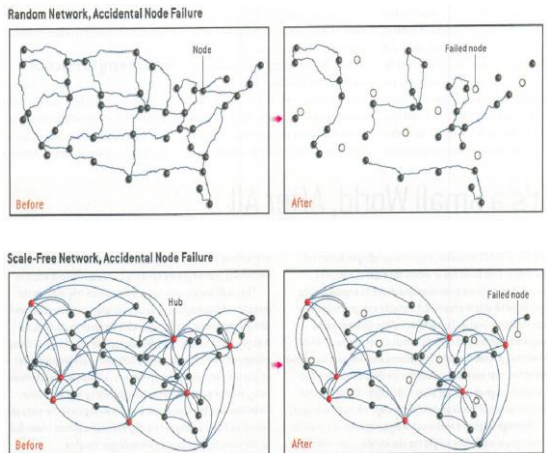 Random Network, Accidental Node Failure
Node
Before
Failed node
After
Scale-Free Network, Accidental Node Failure
Hub
Before
Failed node
After